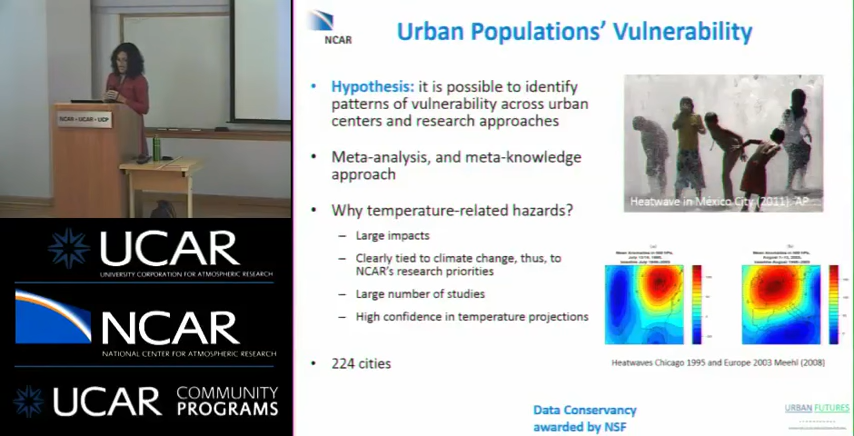 NCAR - UCAR - UCP
UCAR
UNIVERSITY CORPORATION FOR ATMOSPHERIC RESEARCH
NCAR
NATIONAL CENTER FOR ATMOSPHERIC RESEARCH
UCAR COMMUNITY
PROGRAMS
NCAR
Urban Populations' Vulnerability
• Hypothesis: it is possible to identify
patterns of vulnerability across urban
centers and research approaches
• Meta-analysis, and meta-knowledge
approach
• Why temperature-related hazards?
– Large impacts
– Clearly tied to climate change, thus, to
NCAR's research priorities
– Large number of studies
– High confidence in temperature projections
• 224 cities
Heatwave in México City (2011). AP
(a)
(b)
Heatwaves Chicago 1995 and Europe 2003 Meehl (2008)
Data Conservancy
awarded by NSF
URBAN FUTURES